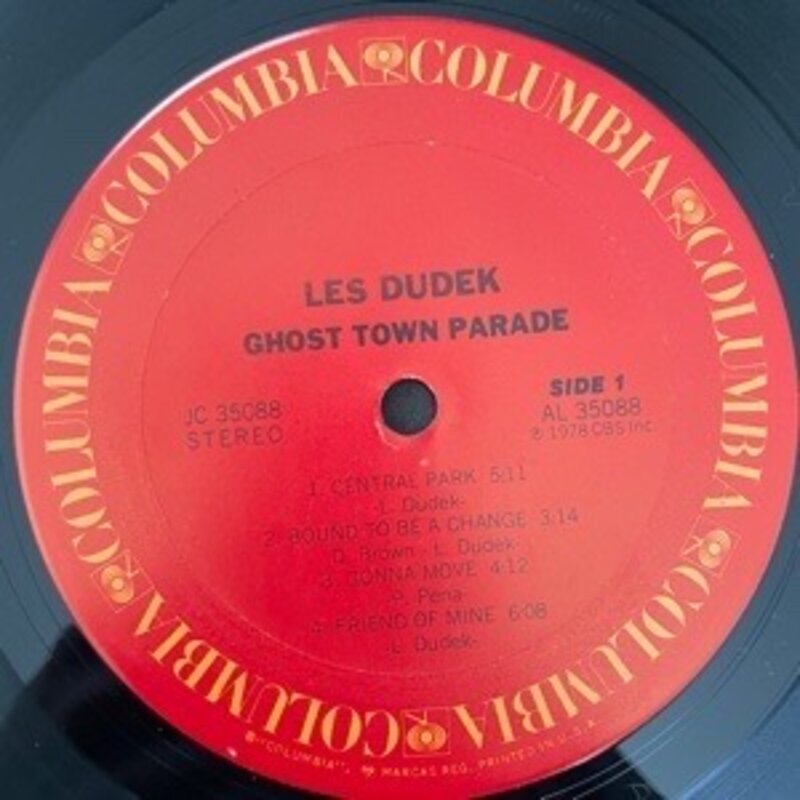 COLUMBIA COLUMBIA COLUMBIA COLUMBIA COLUMBIA COLUMBIA
LES DUDEK
GHOST TOWN PARADE
JC 35088
STEREO
SIDE 1
AL 35088
℗ 1978 CBS Inc.
1. CENTRAL PARK 5:11
-L. Dudek-
2. BOUND TO BE A CHANGE 3:14
D. Brown - L. Dudek-
3. GONNA MOVE 4:12
-P. Pena-
4. FRIEND OF MINE 6:08
-L. Dudek-
®-"COLUMBIA", MARCAS REG. PRINTED IN U.S.A.